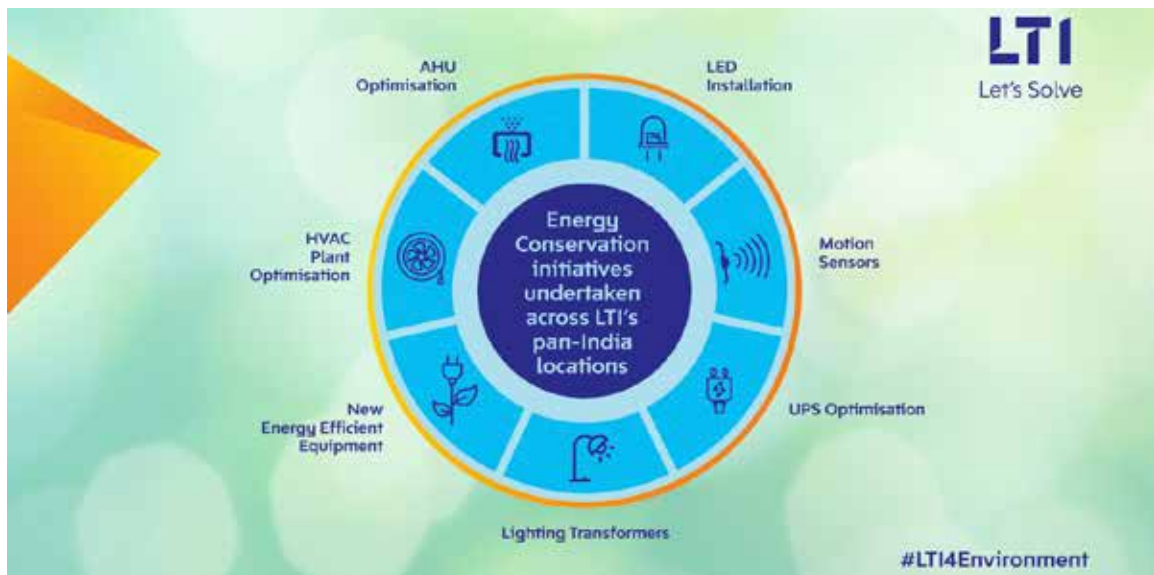 LTI
Let's Solve
AHU
Optimisation
LED
Installation
HVAC
Plant
Optimisation
Energy
Conservation
initiatives
undertaken
across LTI's
pan-India
locations
Motion
Sensors
New
Energy Efficient
Equipment
UPS Optimisation
Lighting Transformers
#LTI4Environment